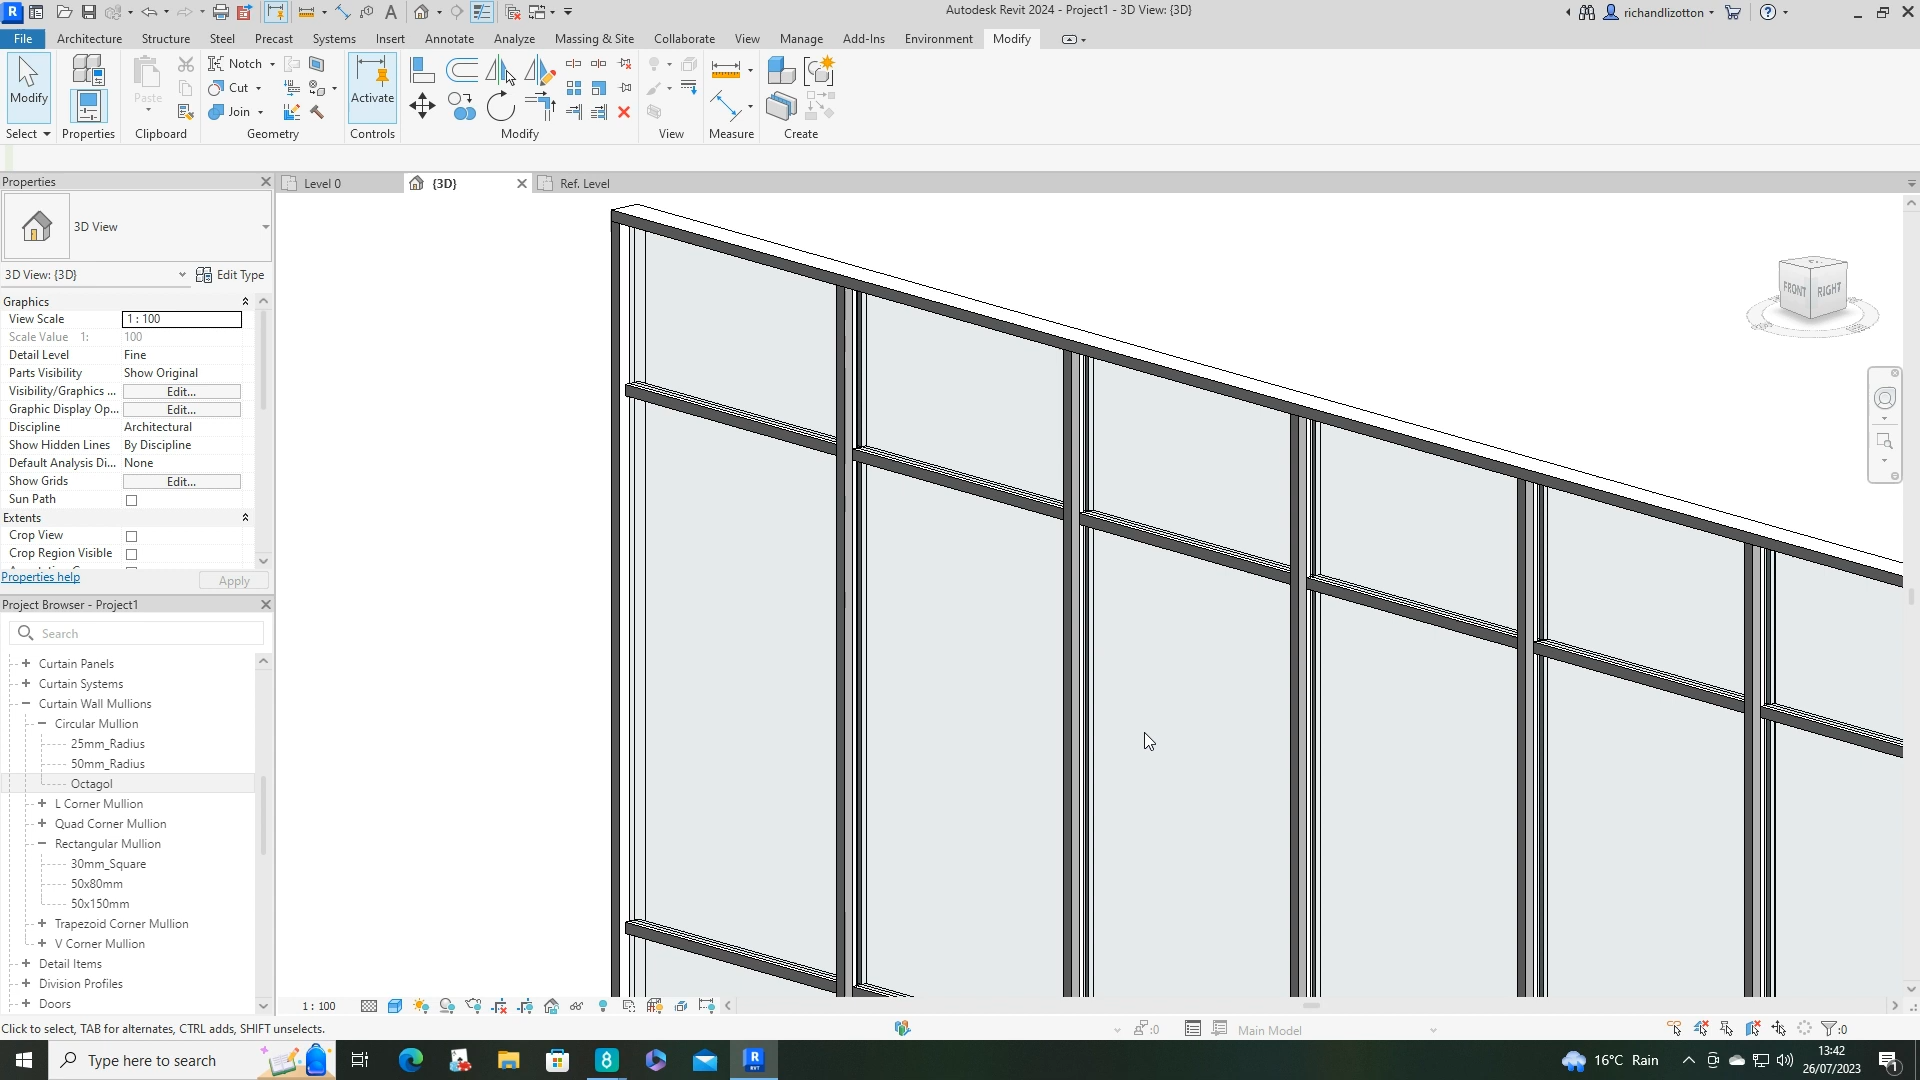 Autodesk Revit 2024 - Project1 - 3D View: {3D}
richandlizotton
File
Architecture
Structure
Steel
Precast
Systems
Insert
Annotate
Analyze
Massing & Site
Collaborate
View
Manage
Add-Ins
Environment
Modify
Modify
Paste
Notch
Cut
Join
Activate
Select
Properties
Clipboard
Geometry
Controls
Modify
View
Measure
Create
Properties
Level 0
{3D}
Ref. Level
3D View
3D View: {3D}
Edit Type
Graphics
View Scale
1 : 100
Scale Value 1:
100
Detail Level
Fine
Parts Visibility
Show Original
Visibility/Graphics ...
Edit...
Graphic Display Op...
Edit...
Discipline
Architectural
Show Hidden Lines
By Discipline
Default Analysis Di...
None
Show Grids
Edit...
Sun Path
Extents
Crop View
Crop Region Visible
Properties help
Apply
FRONT
RIGHT
Project Browser - Project1
Search
Curtain Panels
Curtain Systems
Curtain Wall Mullions
Circular Mullion
25mm_Radius
50mm_Radius
Octagol
L Corner Mullion
Quad Corner Mullion
Rectangular Mullion
30mm_Square
50x80mm
50x150mm
Trapezoid Corner Mullion
V Corner Mullion
Detail Items
Division Profiles
Doors
1 : 100
Click to select, TAB for alternates, CTRL adds, SHIFT unselects.
:0
Main Model
:0
Type here to search
16°C Rain
13:42
26/07/2023